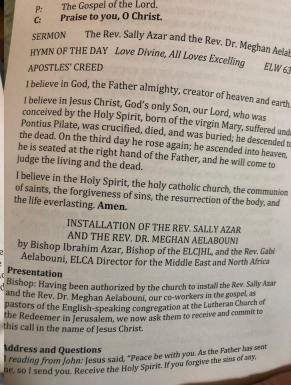 P: The Gospel of the Lord.
C: Praise to you, O Christ.
SERMON The Rev. Sally Azar and the Rev. Dr. Meghan Aelab
HYMN OF THE DAY Love Divine, All Loves Excelling ELW 63
APOSTLES' CREED
I believe in God, the Father almighty, creator of heaven and earth.
I believe in Jesus Christ, God's only Son, our Lord, who was
conceived by the Holy Spirit, born of the virgin Mary, suffered und
Pontius Pilate, was crucified, died, and was buried; he descended t
the dead. On the third day he rose again; he ascended into heaven,
he is seated at the right hand of the Father, and he will come to
judge the living and the dead.
I believe in the Holy Spirit, the holy catholic church, the communion
of saints, the forgiveness of sins, the resurrection of the body, and
the life everlasting. Amen.
INSTALLATION OF THE REV. SALLY AZAR
AND THE REV. DR. MEGHAN AELABOUNI
by Bishop Ibrahim Azar, Bishop of the ELCJHL, and the Rev. Gabi
Aelabouni, ELCA Director for the Middle East and North Africa
Presentation
Bishop: Having been authorized by the church to install the Rev. Sally Azar
and the Rev. Dr. Meghan Aelabouni, our co-workers in the gospel, as
pastors of the English-speaking congregation at the Lutheran Church of
the Redeemer in Jerusalem, we now ask them to receive and commit to
this call in the name of Jesus Christ.
Address and Questions
A reading from John: Jesus said, "Peace be with you. As the Father has sent
me, so I send you. Receive the Holy Spirit. If you forgive the sins of any,